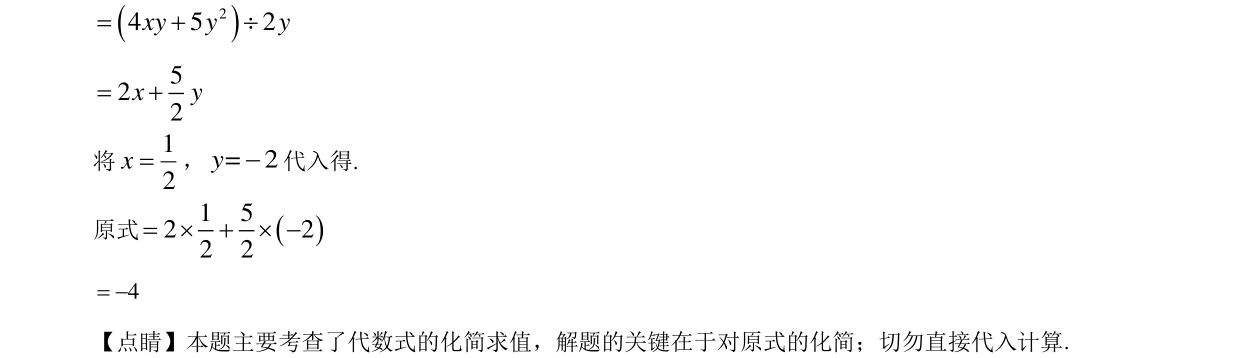 =(4xy+5y²)÷2y
=2x+5/2 y
将 x=1/2，y=-2代入得.
原式=2×1/2+5/2×(-2)
=-4
【点睛】本题主要考查了代数式的化简求值，解题的关键在于对原式的化简；切勿直接代入计算.